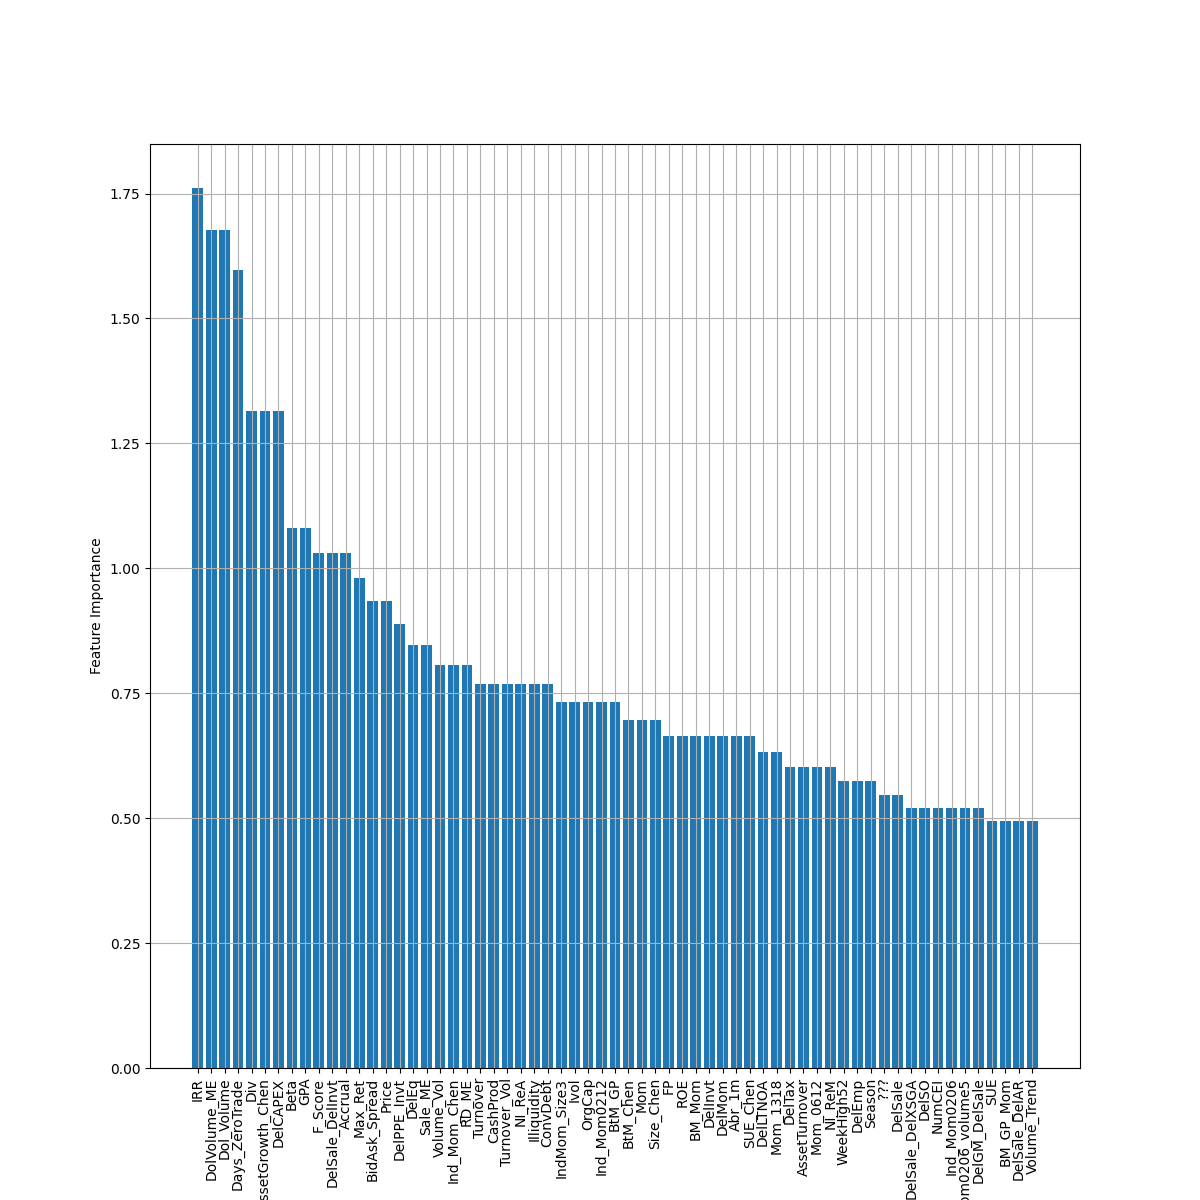 1.75
1.50
1.25
1.00
0.75
0.50
0.25
0.00
Feature Importance
IRR
DolVolume_ME
Dol_Volume
Days_ZeroTrade
Div
ssetGrowth_Chen
DelCAPEX
Beta
GPA
F_Score
DelSale_DelInvt
Accrual
Max_Ret
BidAsk_Spread
Price
DelPPE_Invt
DelEq
Sale_ME
Volume_Vol
Ind_Mom_Chen
RD_ME
Turnover
CashProd
Turnover_Vol
NI_ReA
Illiquidity
ConvDebt
IndMom_Size3
Ivol
OrgCap
Ind_Mom0212
BtM_GP
BtM_Chen
Mom
Size_Chen
FP
ROE
BM_Mom
DelInvt
DelMom
Abr_1m
SUE_Chen
DelLTNOA
Mom_1318
DelTax
AssetTurnover
Mom_0612
NI_ReM
WeekHigh52
DelEmp
Season
???
DelSale
DelSale_DelXSGA
DelSO
NumCEI
Ind_Mom0206
om0206_volume5
DelGM_DelSale
SUE
BM_GP_Mom
DelSale_DelAR
Volume_Trend